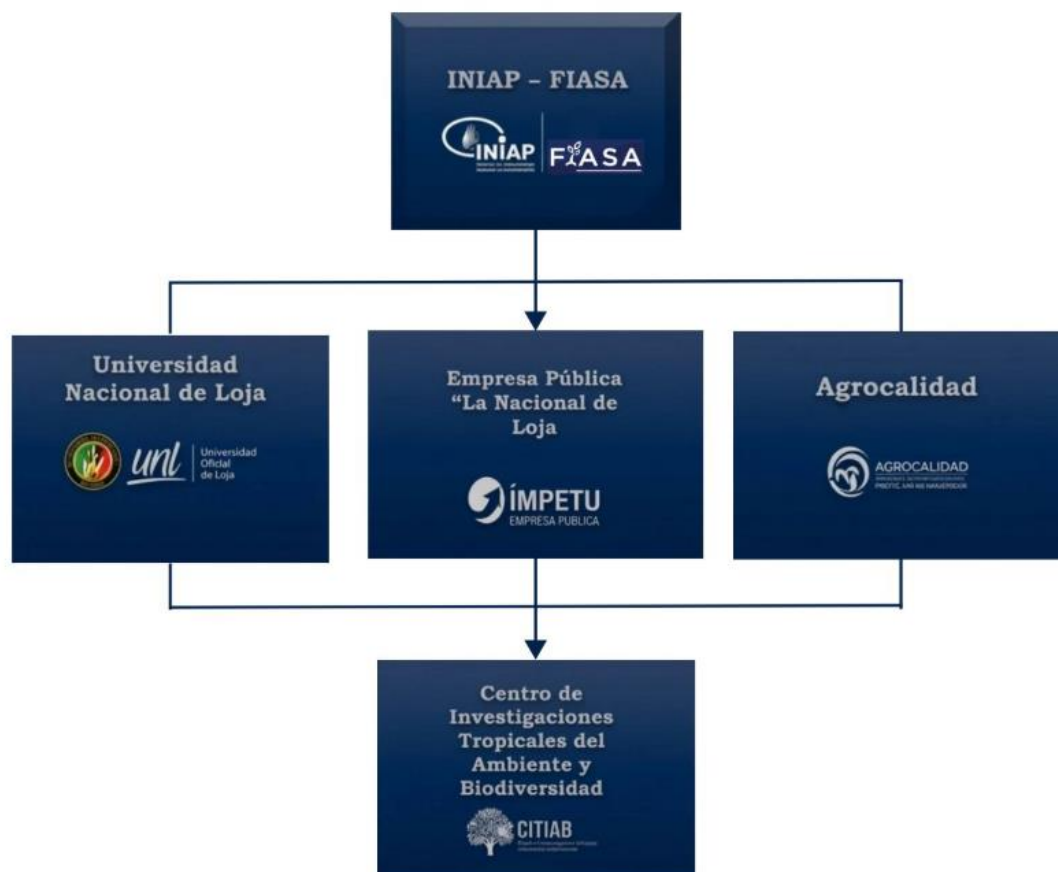 INIAP – FIASA
INIAP
FIASA
Universidad
Nacional de Loja
unl
Universidad
Oficial
de Loja
Empresa Pública
“La Nacional de
Loja
ÍMPETU
EMPRESA PUBLICA
Agrocalidad
AGROCALIDAD
Centro de
Investigaciones
Tropicales del
Ambiente y
Biodiversidad
CITIAB